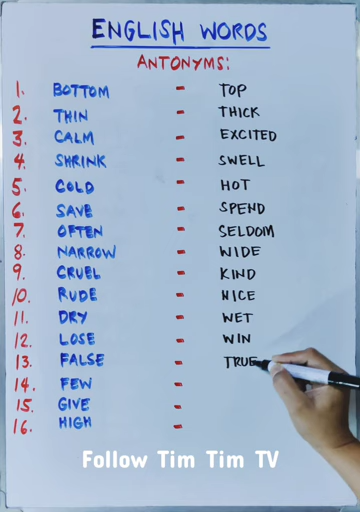 ENGLISH WORDS
ANTONYMS:
1. BOTTOM - TOP
2. THIN - THICK
3. CALM - EXCITED
4. SHRINK - SWELL
5. COLD - HOT
6. SAVE - SPEND
7. OFTEN - SELDOM
8. NARROW - WIDE
9. CRUEL - KIND
10. RUDE - NICE
11. DRY - WET
12. LOSE - WIN
13. FALSE - TRUE
14. FEW -
15. GIVE -
16. HIGH -
Follow Tim Tim TV